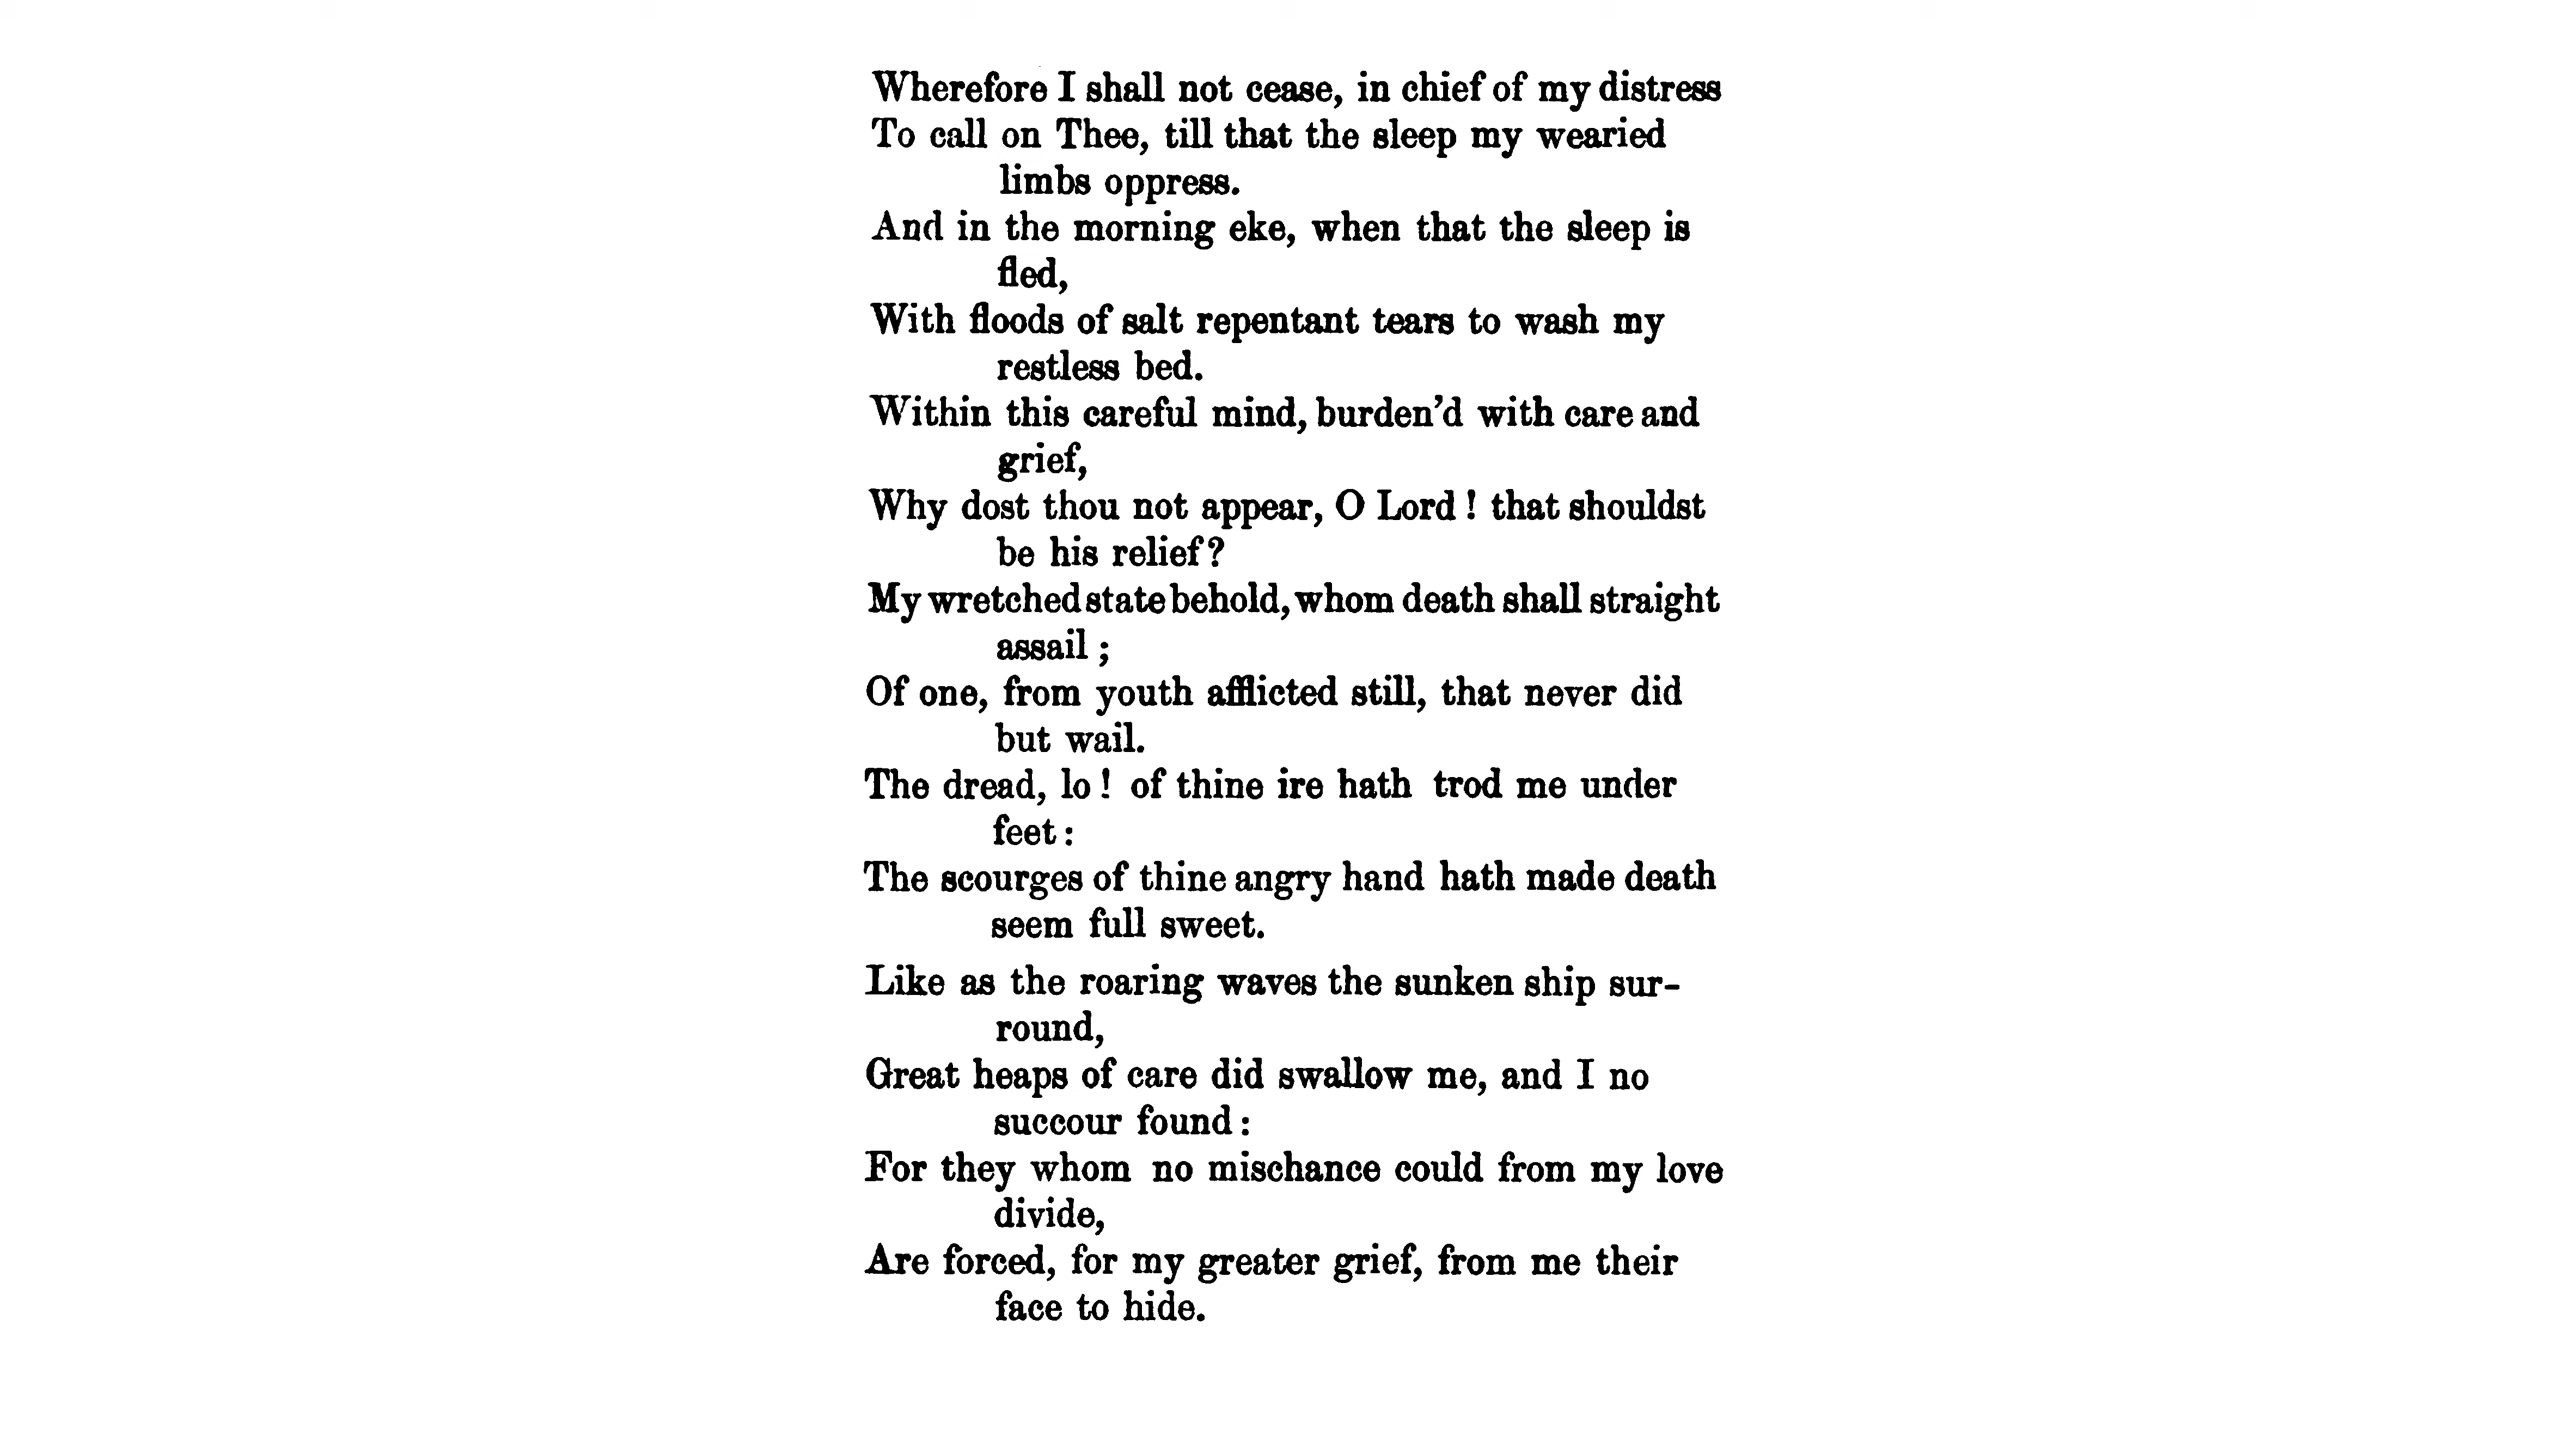 Wherefore I shall not cease, in chief of my distress
To call on Thee, till that the sleep my wearied
limbs oppress.
And in the morning eke, when that the sleep is
fled,
With floods of salt repentant tears to wash my
restless bed.
Within this careful mind, burden'd with care and
grief,
Why dost thou not appear, O Lord ! that shouldst
be his relief?
My wretched state behold, whom death shall straight
assail ;
Of one, from youth afflicted still, that never did
but wail.
The dread, lo ! of thine ire hath trod me under
feet :
The scourges of thine angry hand hath made death
seem full sweet.
Like as the roaring waves the sunken ship sur-
round,
Great heaps of care did swallow me, and I no
succour found :
For they whom no mischance could from my love
divide,
Are forced, for my greater grief, from me their
face to hide.